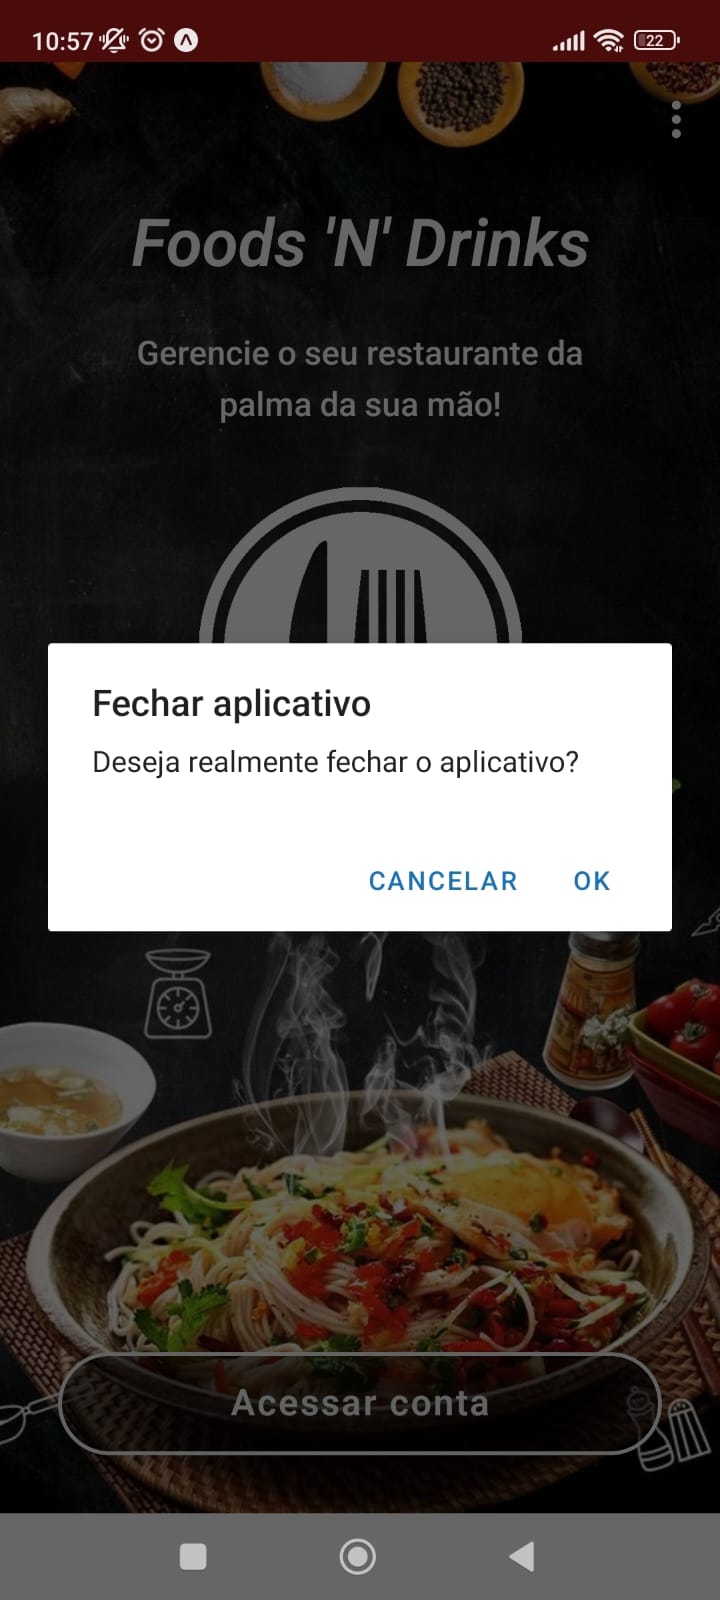 10:57
22
Foods 'N' Drinks
Gerencie o seu restaurante da
palma da sua mão!
Fechar aplicativo
Deseja realmente fechar o aplicativo?
CANCELAR OK
Acessar conta